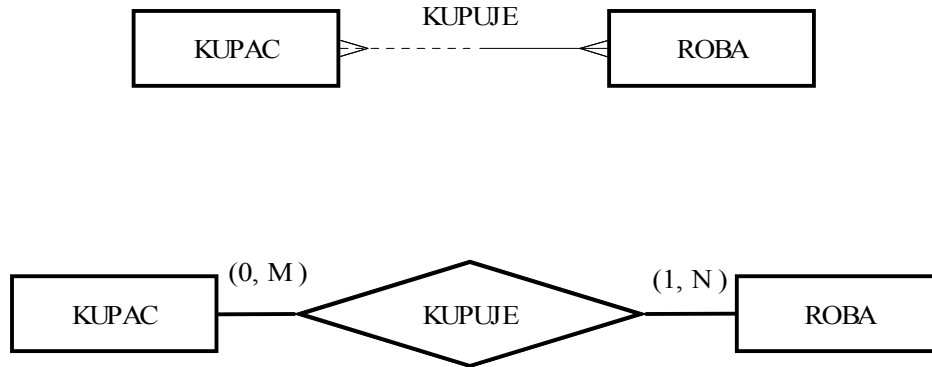 KUPUJE
KUPAC
ROBA
(0, M )
(1, N )
KUPAC
KUPUJE
ROBA